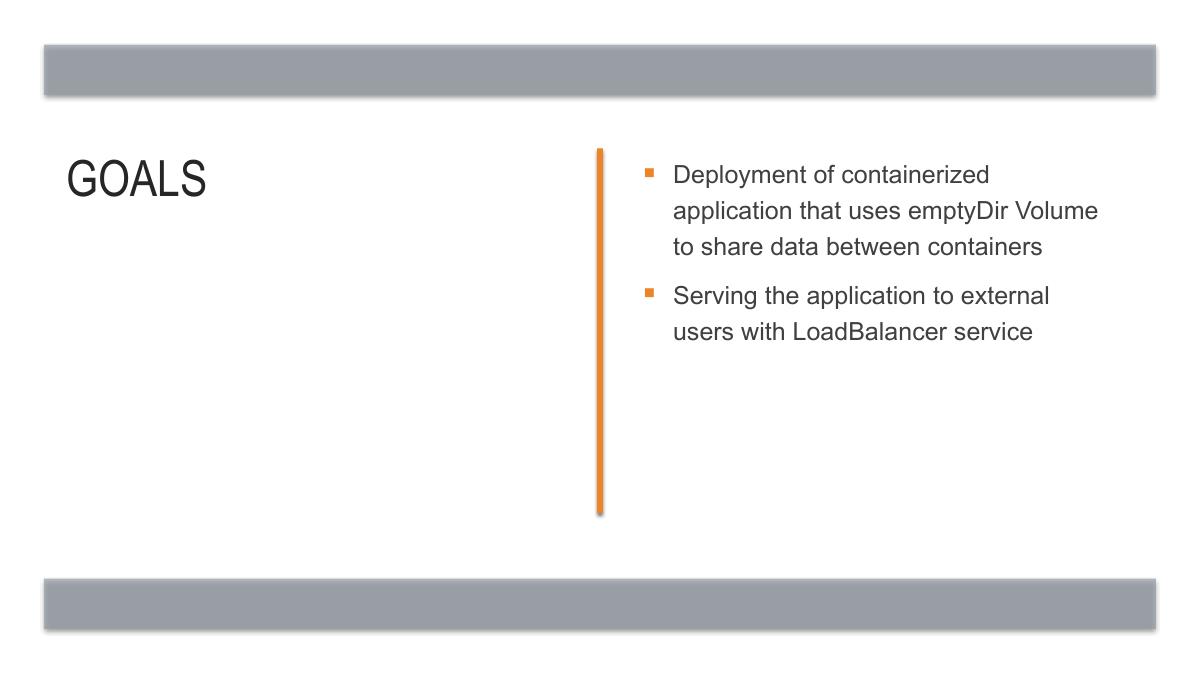 GOALS
Deployment of containerized
application that uses emptyDir Volume
to share data between containers
Serving the application to external
users with LoadBalancer service